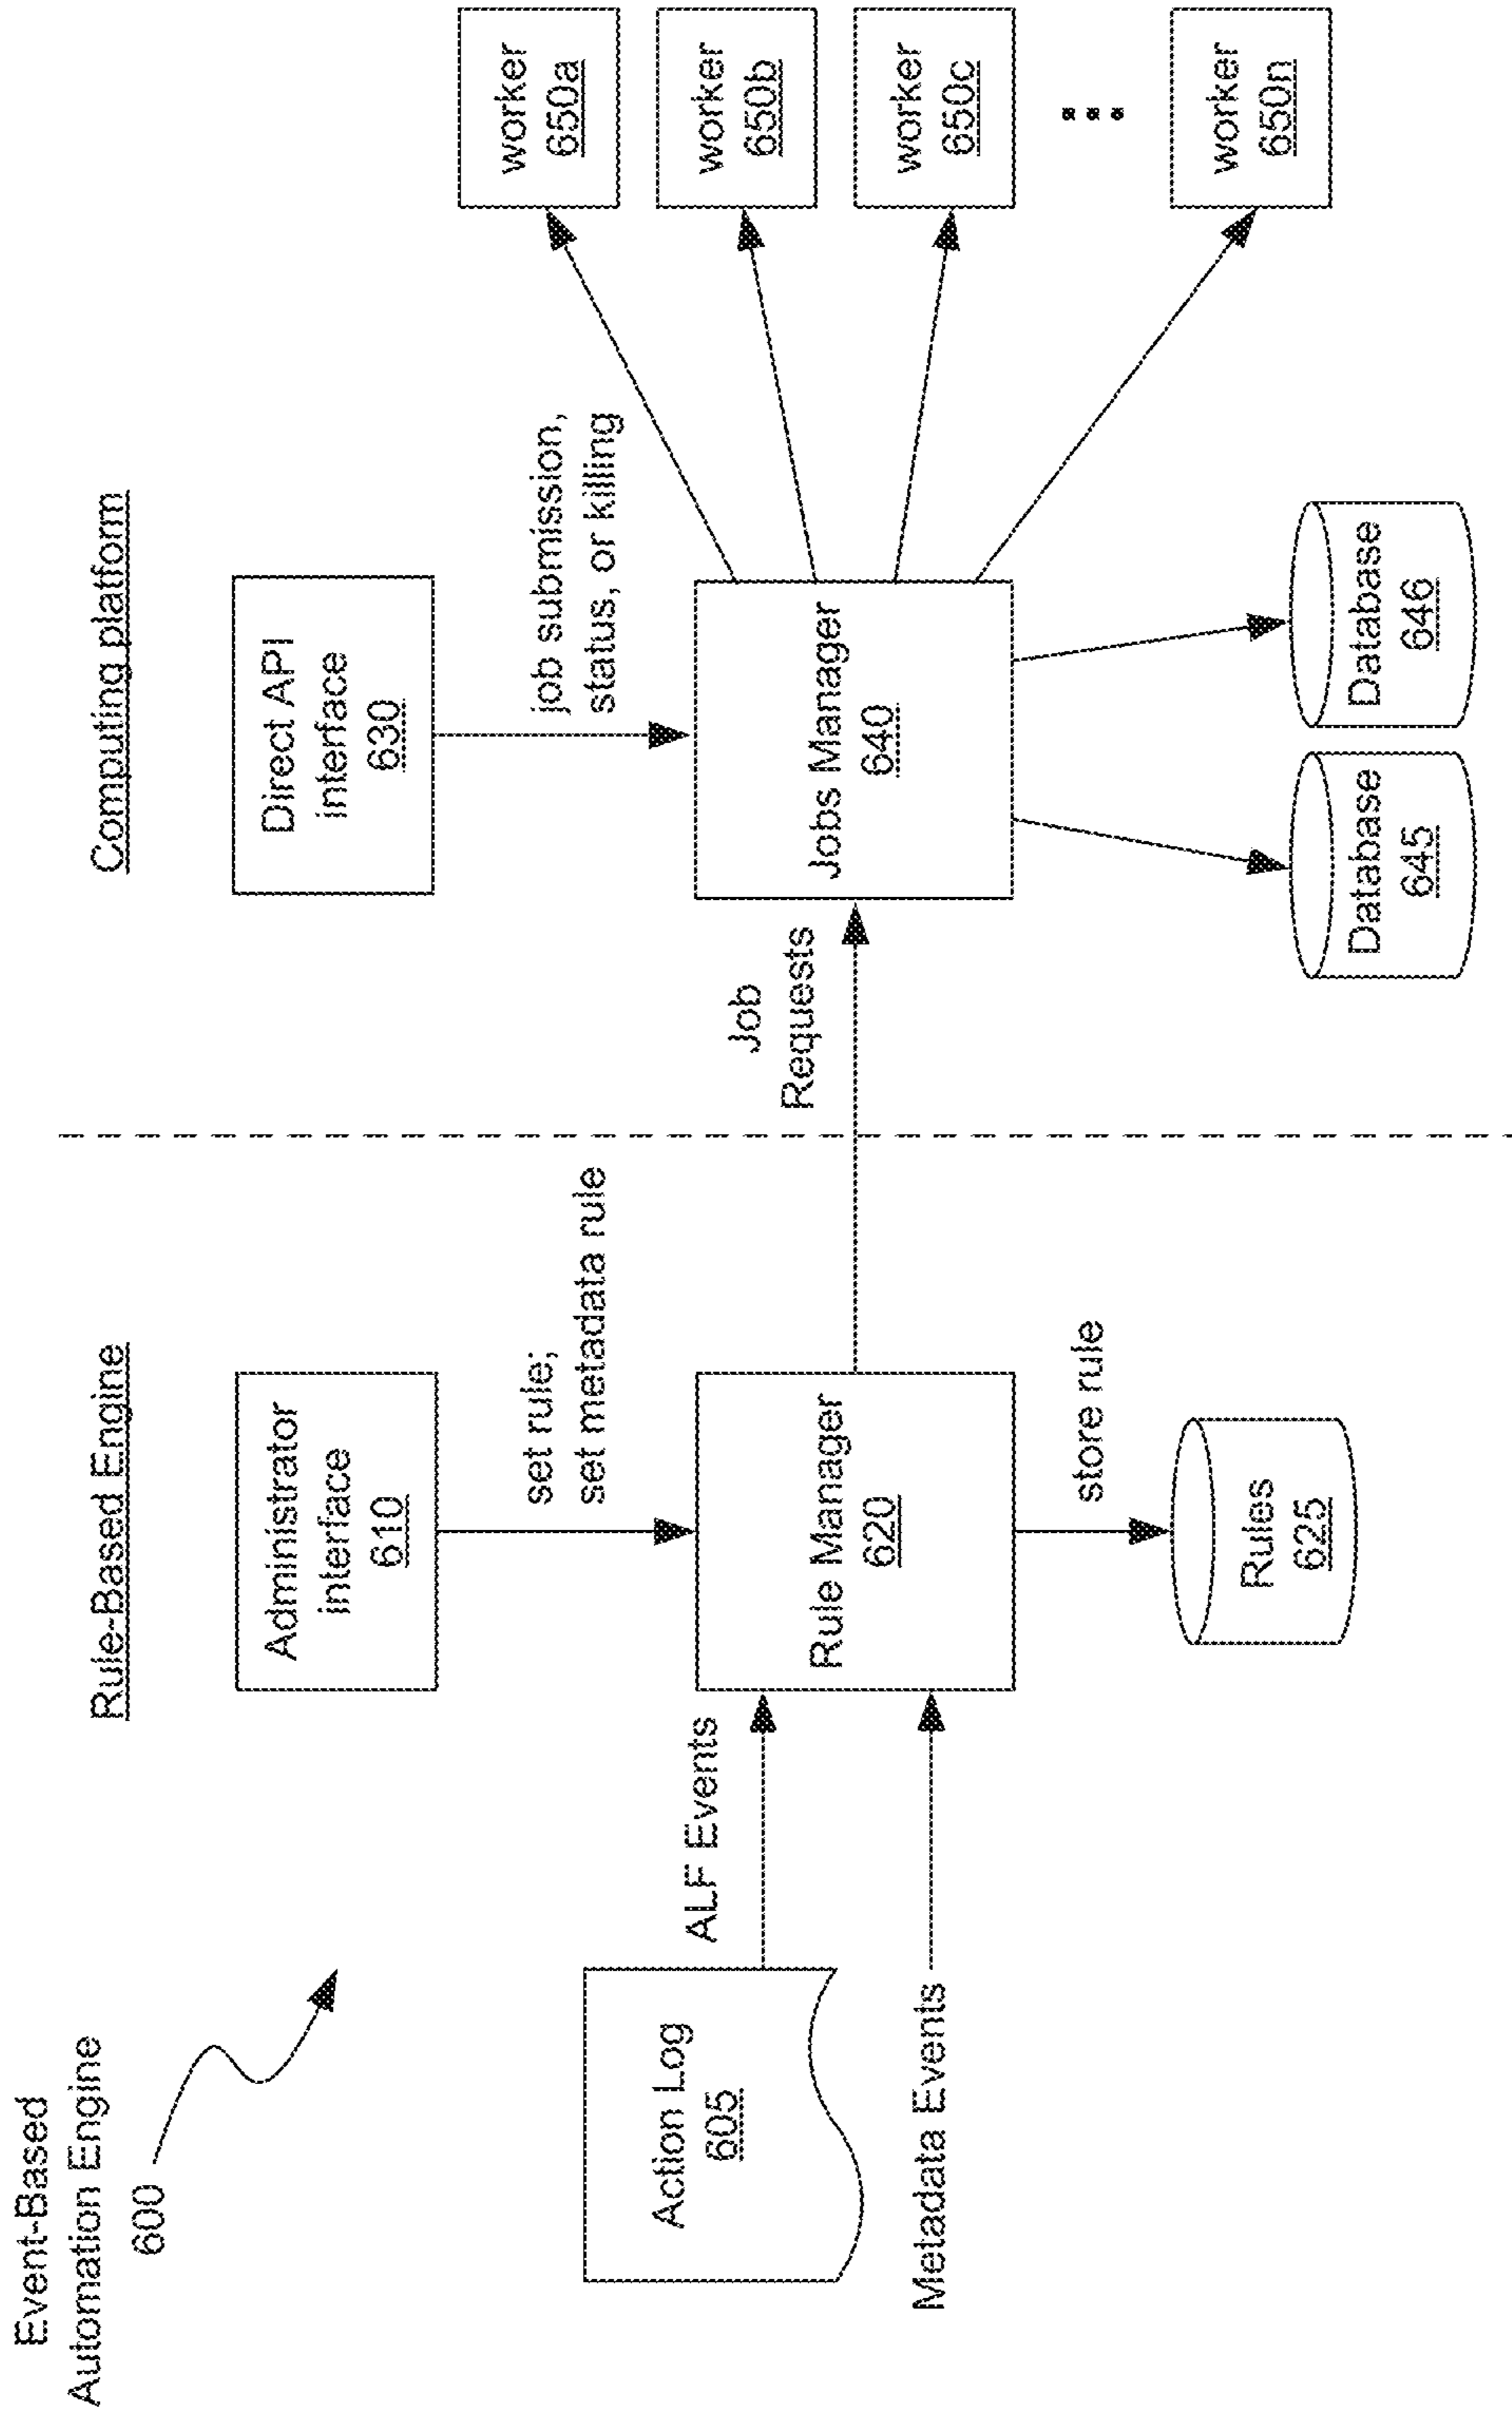 Event-Based
Automation Engine
600
Rule-Based Engine
Computing platform
Administrator
interface
610
set rule;
set metadata rule
Action Log
605
ALF Events
Metadata Events
Rule Manager
620
store rule
Rules
625
Job
Requests
Direct API
interface
630
job submission,
status, or killing
Jobs Manager
640
Database
645
Database
646
worker
650a
worker
650b
worker
650c
...
worker
650n